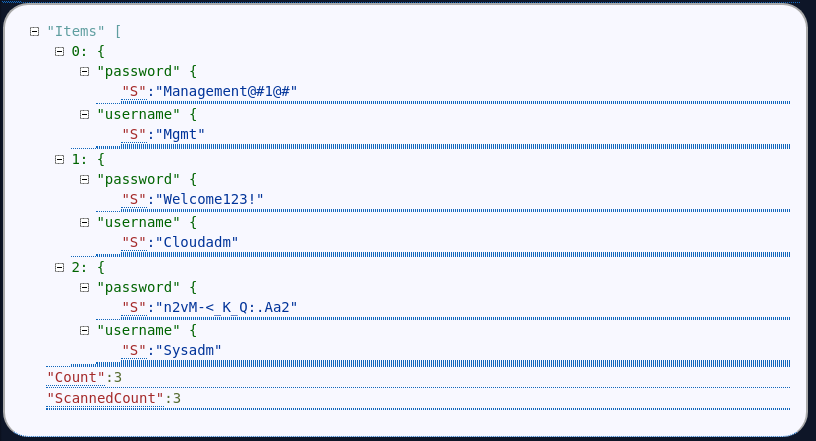 "Items" [
0: {
"password" {
"S":"Management@#1@#"
"username" {
"S":"Mgmt"
1: {
"password" {
"S":"Welcome123!"
"username" {
"S":"Cloudadm"
2: {
"password" {
"S":"n2vM-<_K_Q:.Aa2"
"username" {
"S":"Sysadm"
"Count":3
"ScannedCount":3